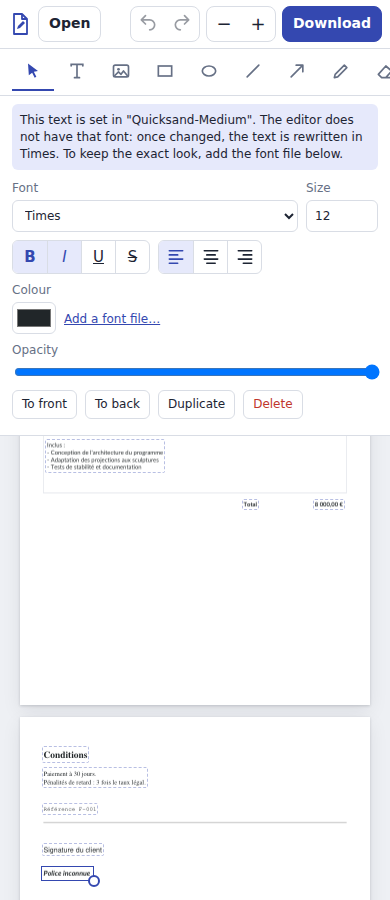 Open
Download
This text is set in "Quicksand-Medium". The editor does
not have that font: once changed, the text is rewritten in
Times. To keep the exact look, add the font file below.
Font
Size
Times
12
B I U S
Colour
Add a font file...
Opacity
To front
To back
Duplicate
Delete
Inclus :
- Conception de l'architecture du programme
- Adaptation des projections aux sculptures
- Tests de stabilité et documentation
Total
8 000,00 €
Conditions
Paiement à 30 jours.
Pénalités de retard : 3 fois le taux légal.
Référence F-001
Signature du client
Police inconnue